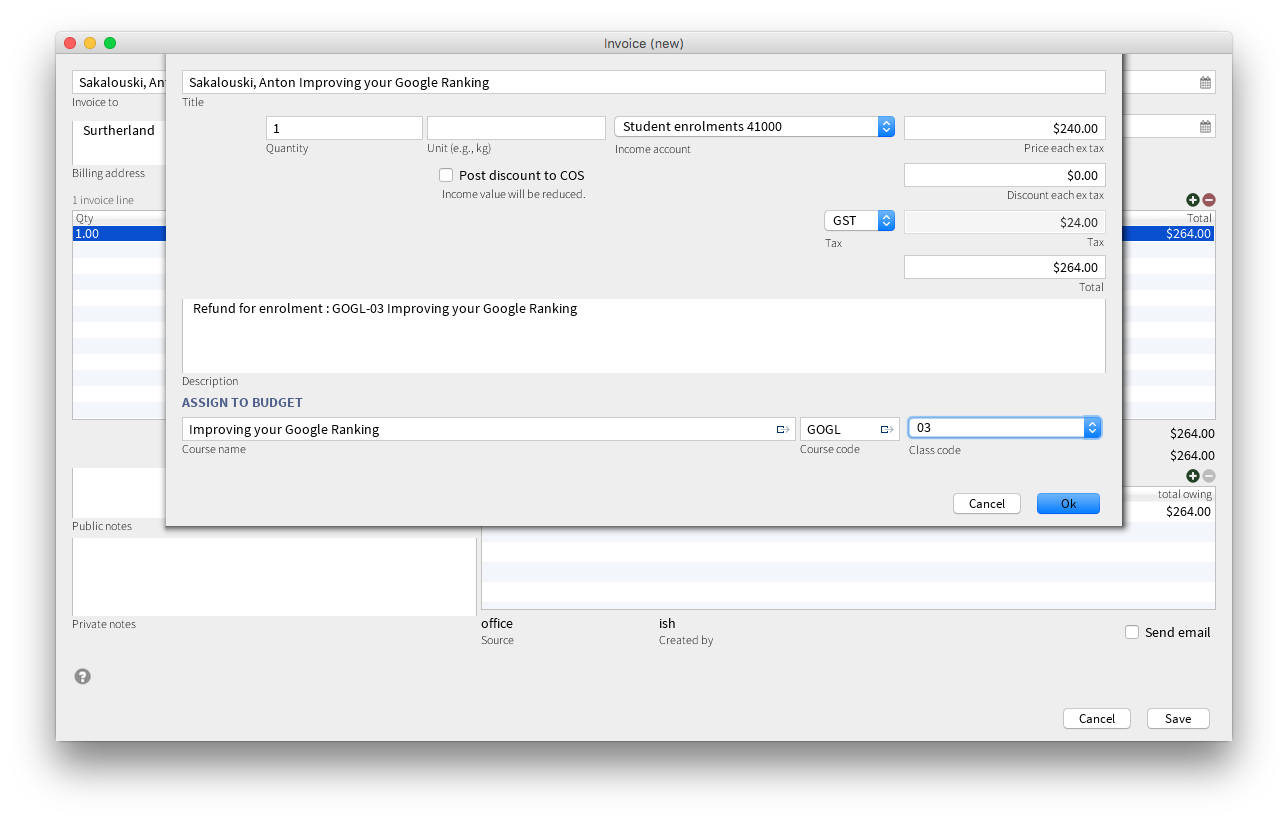 Invoice (new)
Sakalouski, An
Invoice to
Surtherland
Billing address
1 invoice line
Qty
Total
1.00
$264.00
Sakalouski, Anton Improving your Google Ranking
Title
1
Quantity
Unit (e.g., kg)
Student enrolments 41000
Income account
$240.00
Price each ex tax
Post discount to COS
Income value will be reduced.
$0.00
Discount each ex tax
GST
Tax
$24.00
Tax
$264.00
Total
Refund for enrolment : GOGL-03 Improving your Google Ranking
Description
ASSIGN TO BUDGET
Improving your Google Ranking
Course name
GOGL
Course code
03
Class code
Cancel
Ok
$264.00
$264.00
total owing
$264.00
Public notes
Private notes
office
Source
ish
Created by
Send email
?
Cancel
Save